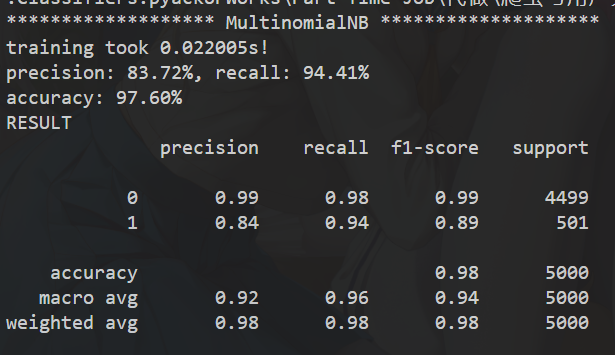 ******************* MultinomialNB ********************
training took 0.022005s!
precision: 83.72%, recall: 94.41%
accuracy: 97.60%
RESULT
precision recall f1-score support
0 0.99 0.98 0.99 4499
1 0.84 0.94 0.89 501
accuracy 0.98 5000
macro avg 0.92 0.96 0.94 5000
weighted avg 0.98 0.98 0.98 5000